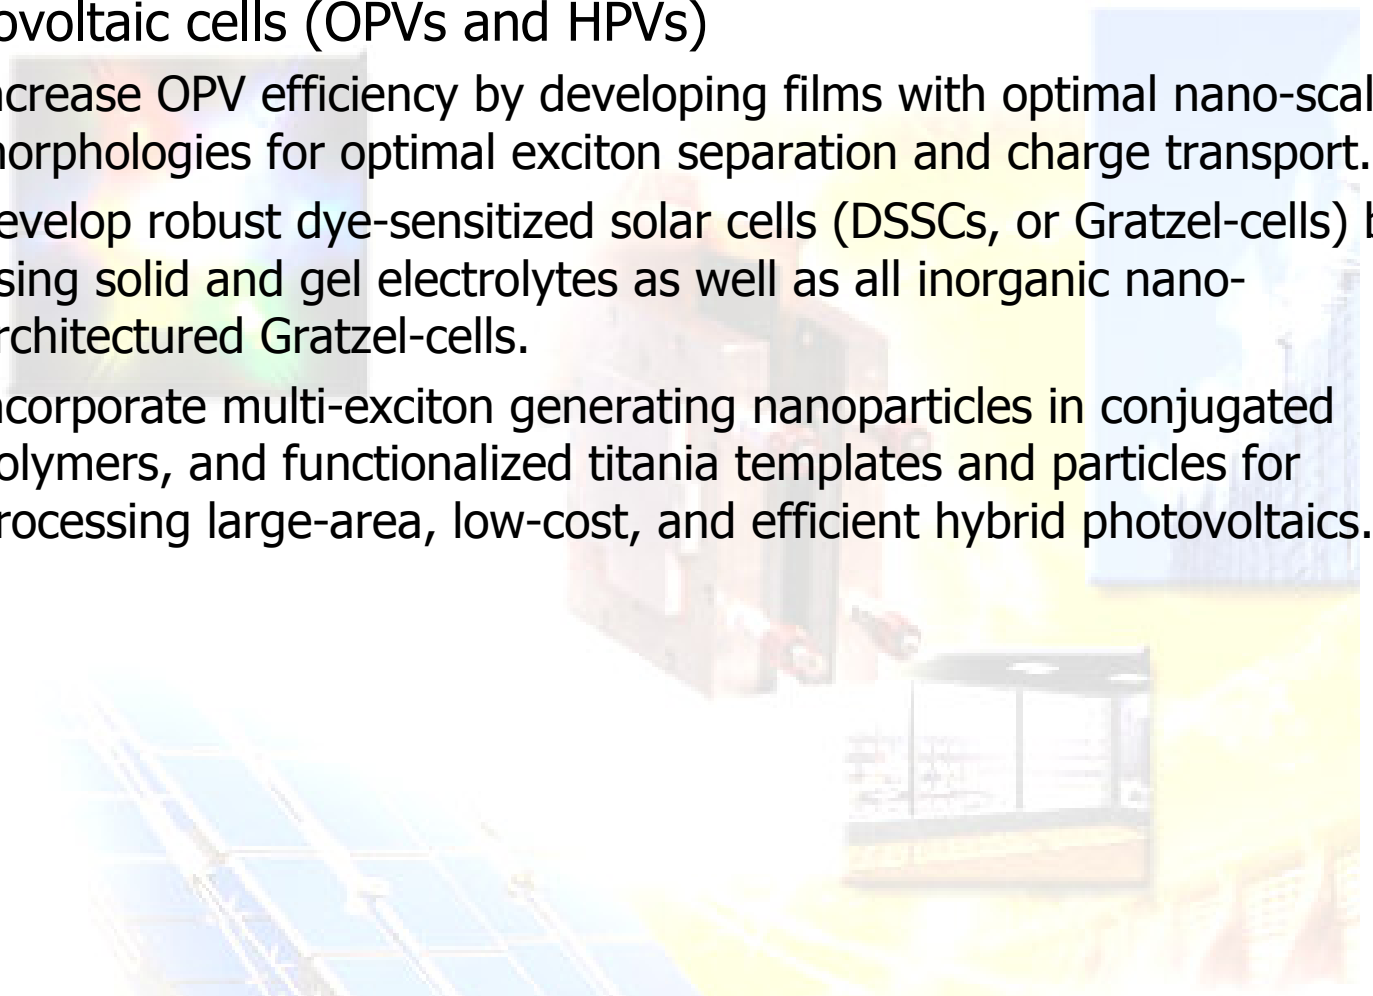 ovoltaic cells (OPVs and HPVs)
ncrease OPV efficiency by developing films with optimal nano-scal
morphologies for optimal exciton separation and charge transport.
evelop robust dye-sensitized solar cells (DSSCs, or Gratzel-cells) b
sing solid and gel electrolytes as well as all inorganic nano-
rchitectured Gratzel-cells.
ncorporate multi-exciton generating nanoparticles in conjugated
olymers, and functionalized titania templates and particles for
rocessing large-area, low-cost, and efficient hybrid photovoltaics.